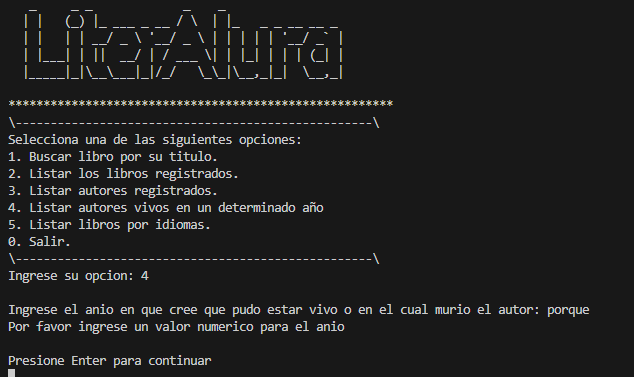 LiterAlura
*******************************************************
\---------------------------------------------------\
Selecciona una de las siguientes opciones:
1. Buscar libro por su titulo.
2. Listar los libros registrados.
3. Listar autores registrados.
4. Listar autores vivos en un determinado año
5. Listar libros por idiomas.
0. Salir.
\---------------------------------------------------\
Ingrese su opcion: 4
Ingrese el anio en que cree que pudo estar vivo o en el cual murio el autor: porque
Por favor ingrese un valor numerico para el anio
Presione Enter para continuar